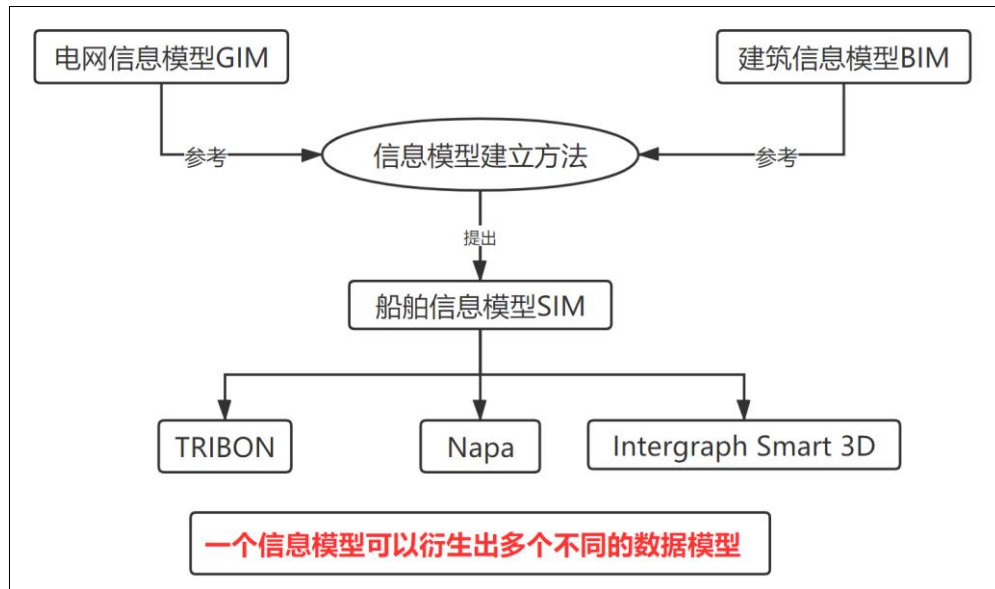 电网信息模型GIM
建筑信息模型BIM
参考
信息模型建立方法
参考
提出
船舶信息模型SIM
TRIBON
Napa
Intergraph Smart 3D
一个信息模型可以衍生出多个不同的数据模型